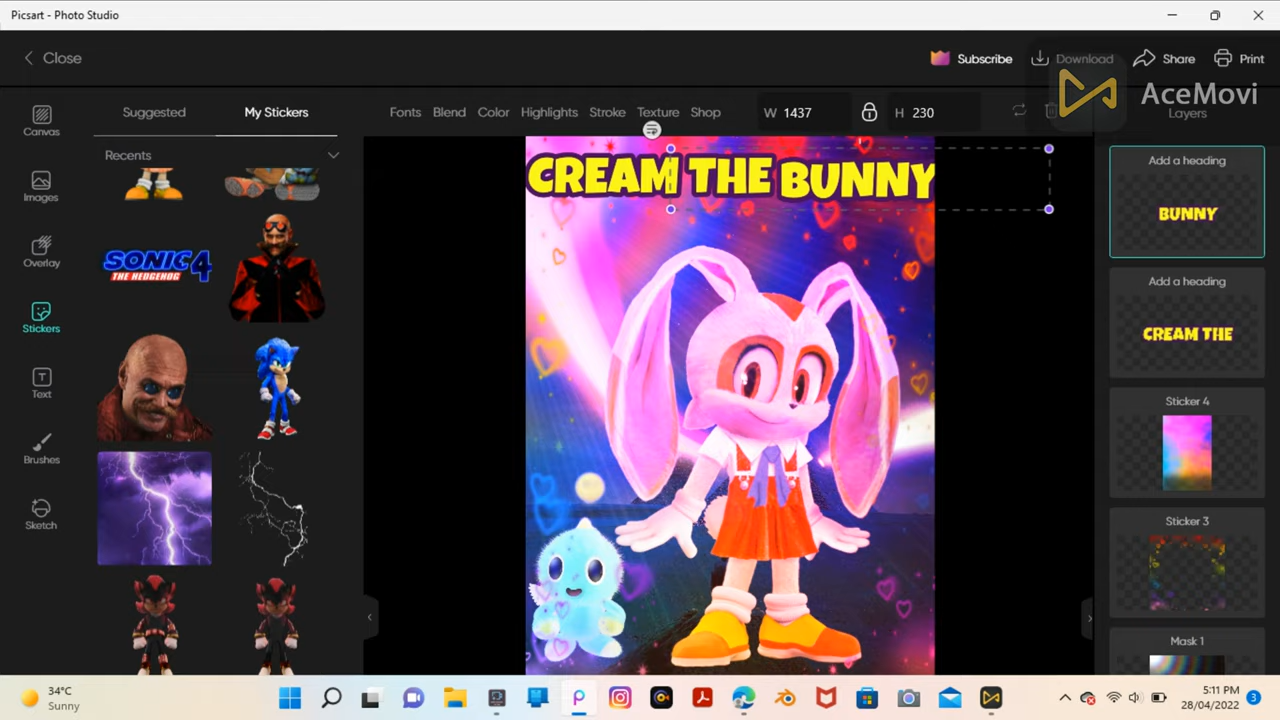 Picsart - Photo Studio
Close
Subscribe
Download
Share
Print
AceMovi
Canvas
Images
Overlay
Stickers
Text
Brushes
Sketch
Suggested
My Stickers
Recents
SONIC 4
THE HEDGEHOG
Fonts
Blend
Color
Highlights
Stroke
Texture
Shop
W 1437
H 230
CREAM THE BUNNY
Layers
Add a heading
BUNNY
Add a heading
CREAM THE
Sticker 4
Sticker 3
Mask 1
34°C
Sunny
5:11 PM
28/04/2022
3